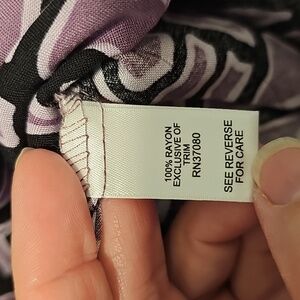 100% RAYON
EXCLUSIVE OF
TRIM
RN37080
SEE REVERSE
FOR CARE